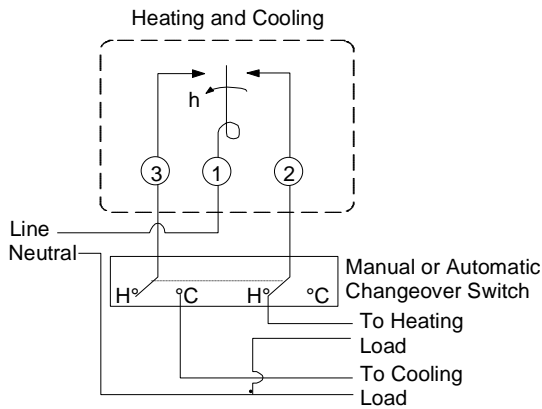 Heating and Cooling
h
3
1
2
Line
Neutral
Manual or Automatic
Changeover Switch
H°
°C
H°
°C
To Heating
Load
To Cooling
Load